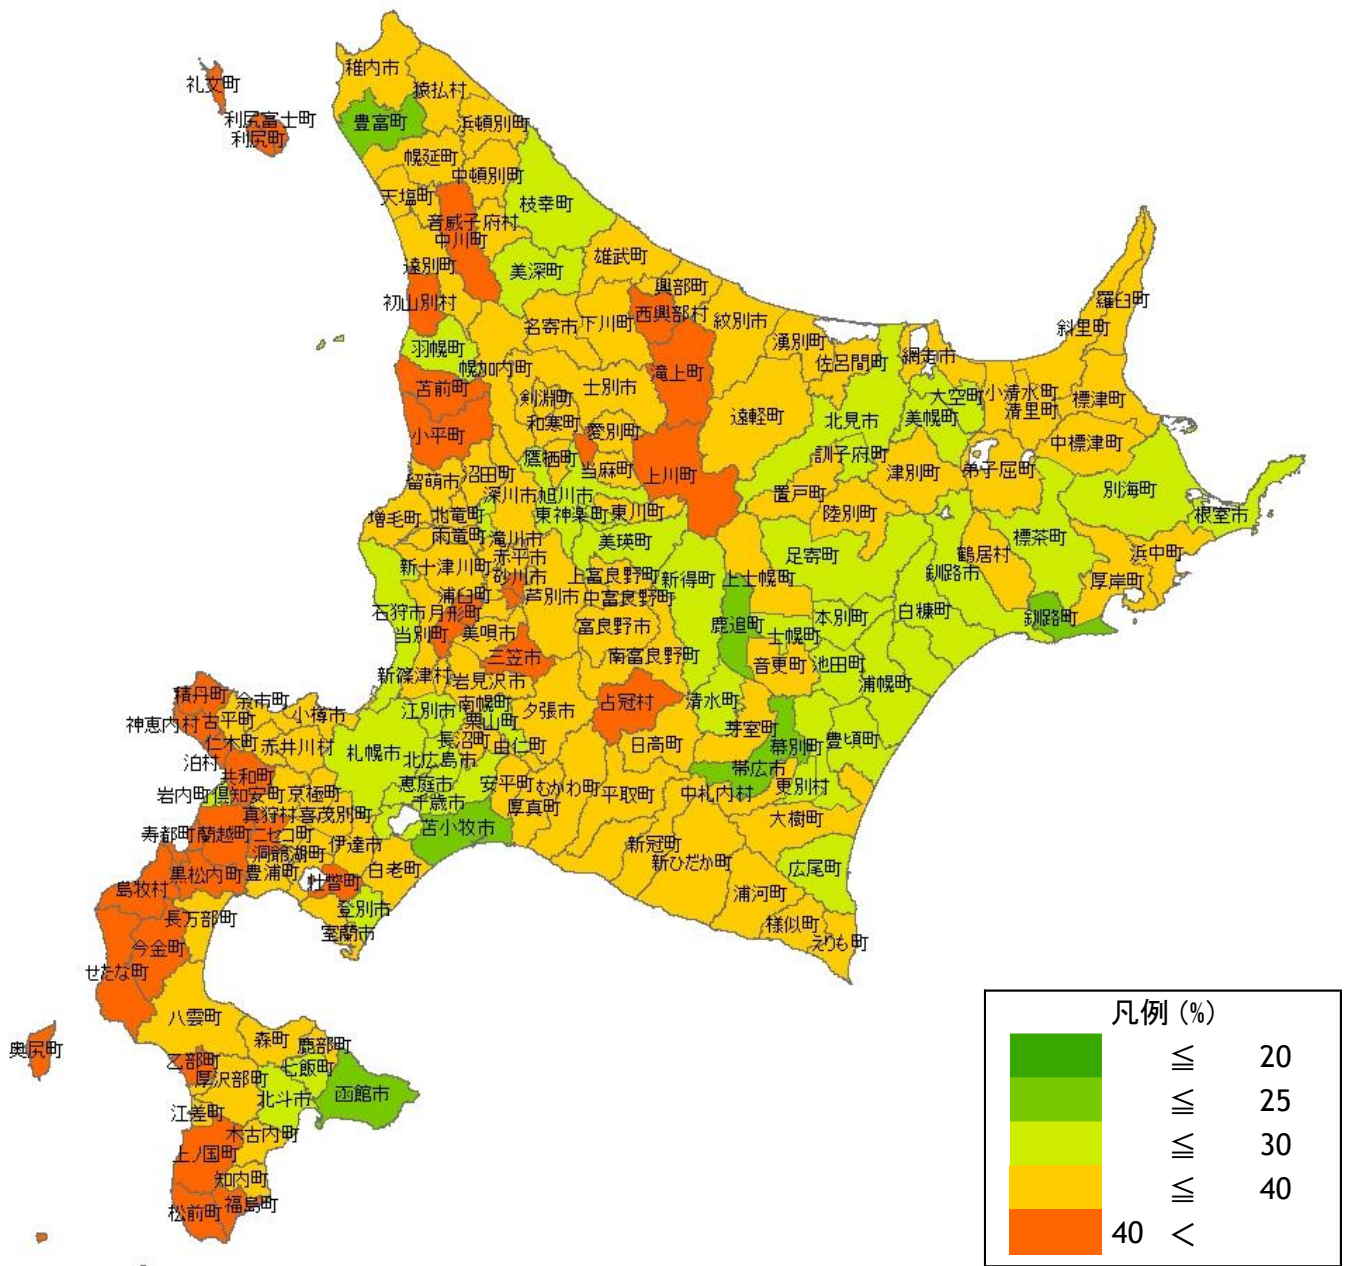 稚内市
礼文町
猿払村
利尻富士町
豊富町
浜頓別町
利尻町
幌延町
中頓別町
天塩町
枝幸町
音威子府村
中川町
雄武町
遠別町
美深町
興部町
羅臼町
初山別村
西興部村
紋別市
名寄市
下川町
斜里町
湧別町
羽幌町
網走市
佐呂間町
幌加内町
滝上町
苫前町
士別市
大空町
小清水町
剣淵町
標津町
清里町
遠軽町
美幌町
北見市
和寒町
愛別町
小平町
中標津町
訓子府町
鷹栖町
当麻町
津別町
弟子屈町
上川町
沼田町
留萌市
深川市
旭川市
置戸町
別海町
東川町
陸別町
東神楽町
北竜町
増毛町
根室市
雨竜町
滝川市
美瑛町
標茶町
赤平市
足寄町
鶴居村
浜中町
新十津川町
砂川市
上富良野町
新得町
上士幌町
釧路市
厚岸町
浦臼町
芦別市
中富良野町
石狩市
月形町
白糠町
本別町
釧路町
鹿追町
当別町
美唄市
富良野市
士幌町
三笠市
南富良野町
音更町
池田町
新篠津村
岩見沢市
浦幌町
積丹町
余市町
南幌町
占冠村
清水町
江別市
夕張市
小樽市
古平町
神恵内村
栗山町
芽室町
仁木町
赤井川村
長沼町
由仁町
日高町
幕別町
豊頃町
札幌市
北広島市
泊村
共和町
帯広市
恵庭市
安平町
むかわ町
岩内町
倶知安町
京極町
平取町
中札内村
更別村
千歳市
厚真町
真狩村
喜茂別町
大樹町
苫小牧市
寿都町
蘭越町
ニセコ町
伊達市
新冠町
洞爺湖町
新ひだか町
広尾町
黒松内町
豊浦町
白老町
壮瞥町
島牧村
浦河町
登別市
長万部町
様似町
室蘭市
えりも町
今金町
せたな町
八雲町
森町
鹿部町
奥尻町
乙部町
七飯町
厚沢部町
函館市
北斗市
江差町
木古内町
上ノ国町
知内町
福島町
松前町
凡例 (%)
≦ 20
≦ 25
≦ 30
≦ 40
40 <